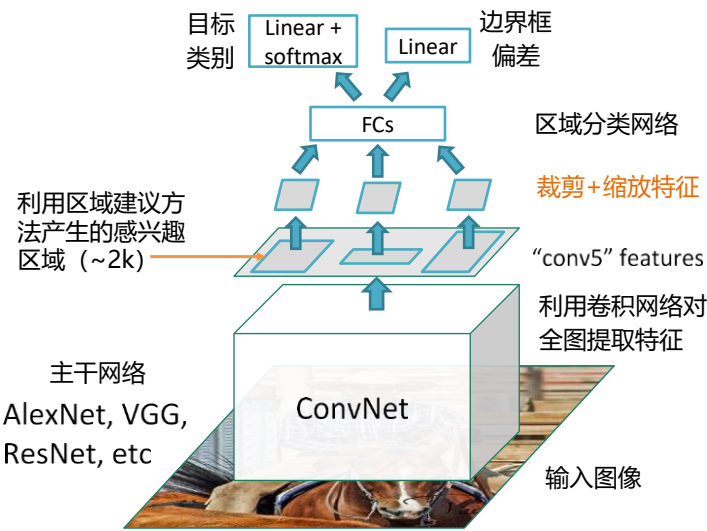 目标
类别
Linear +
softmax
Linear
边界框
偏差
FCs
区域分类网络
裁剪+缩放特征
利用区域建议方
法产生的感兴趣
区域（~2k）
“conv5” features
利用卷积网络对
全图提取特征
主干网络
AlexNet, VGG,
ResNet, etc
ConvNet
输入图像